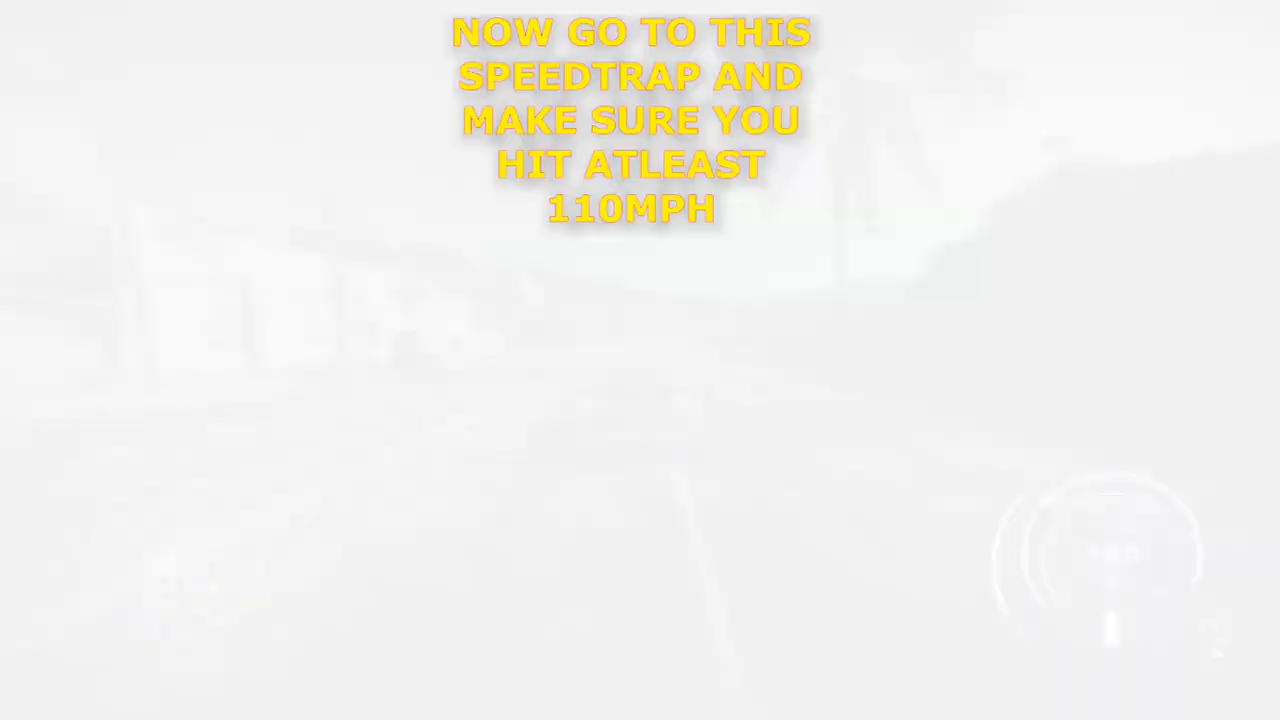 NOW GO TO THIS
SPEEDTRAP AND
MAKE SURE YOU
HIT ATLEAST
110MPH